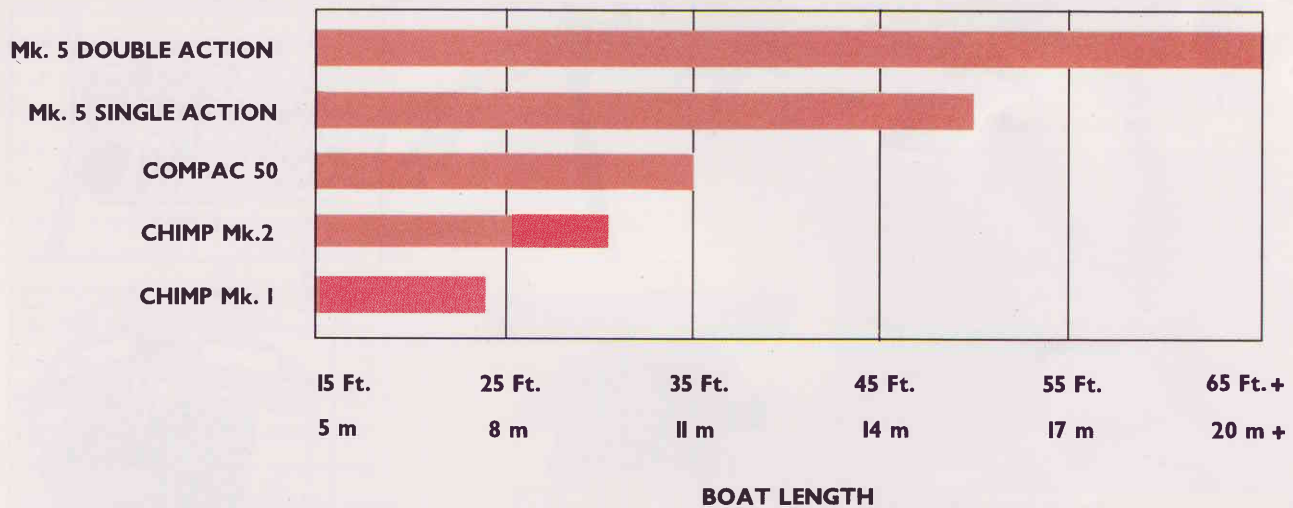 Mk. 5 DOUBLE ACTION
Mk. 5 SINGLE ACTION
COMPAC 50
CHIMP Mk.2
CHIMP Mk. I
15 Ft. 25 Ft. 35 Ft. 45 Ft. 55 Ft. 65 Ft. +
5 m 8 m 11 m 14 m 17 m 20 m +
BOAT LENGTH